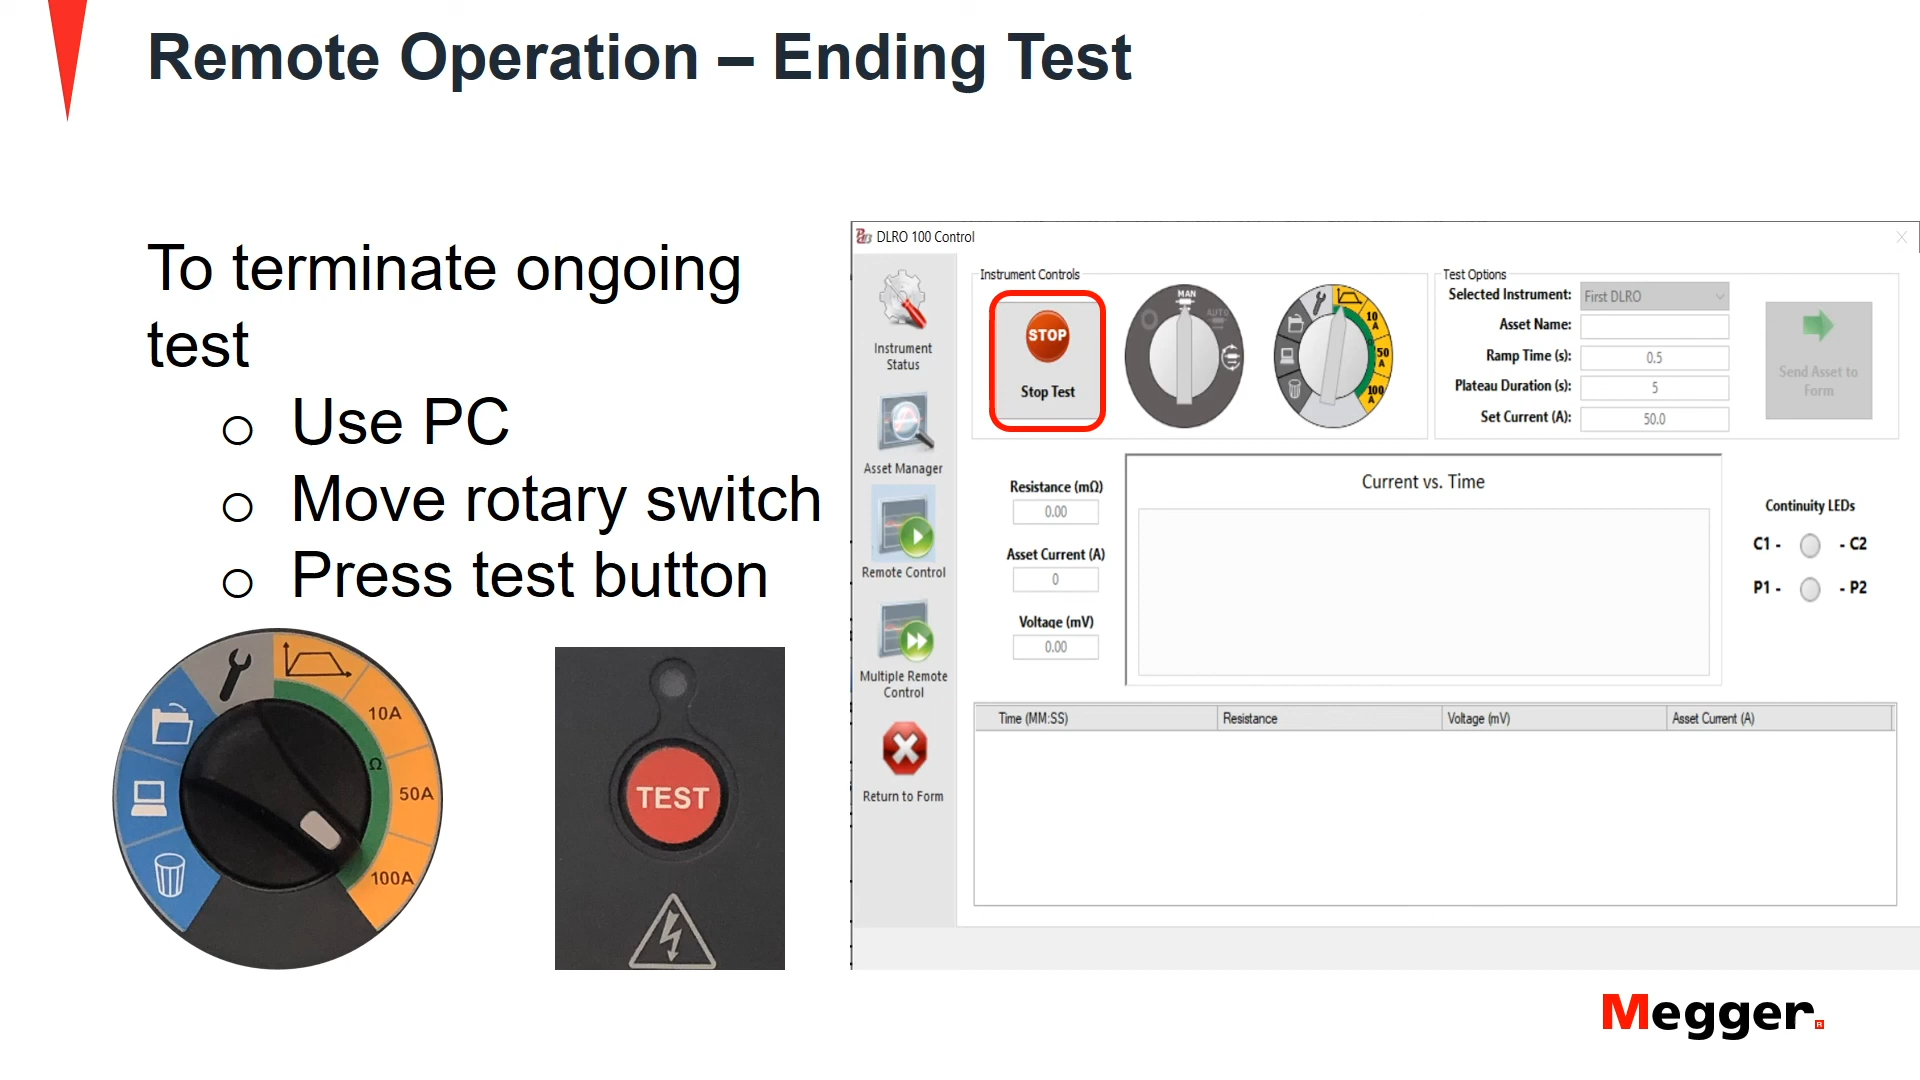 Remote Operation – Ending Test
To terminate ongoing
test
Use PC
Move rotary switch
Press test button
10A
Ω
50A
100A
TEST
DLRO 100 Control
Instrument
Status
Asset Manager
Remote Control
Multiple Remote
Control
Return to Form
Instrument Controls
STOP
Stop Test
MAN
AUTO
10
A
50
A
100
A
Test Options
Selected Instrument: First DLRO
Asset Name:
Ramp Time (s): 0.5
Plateau Duration (s): 5
Set Current (A): 50.0
Send Asset to
Form
Resistance (mΩ)
0.00
Asset Current (A)
0
Voltage (mV)
0.00
Current vs. Time
Continuity LEDs
C1 - - C2
P1 - - P2
Time (MM:SS) Resistance Voltage (mV) Asset Current (A)
Megger